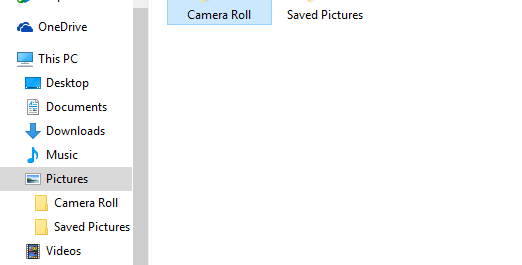 Camera Roll
Saved Pictures
OneDrive
This PC
Desktop
Documents
Downloads
Music
Pictures
Camera Roll
Saved Pictures
Videos